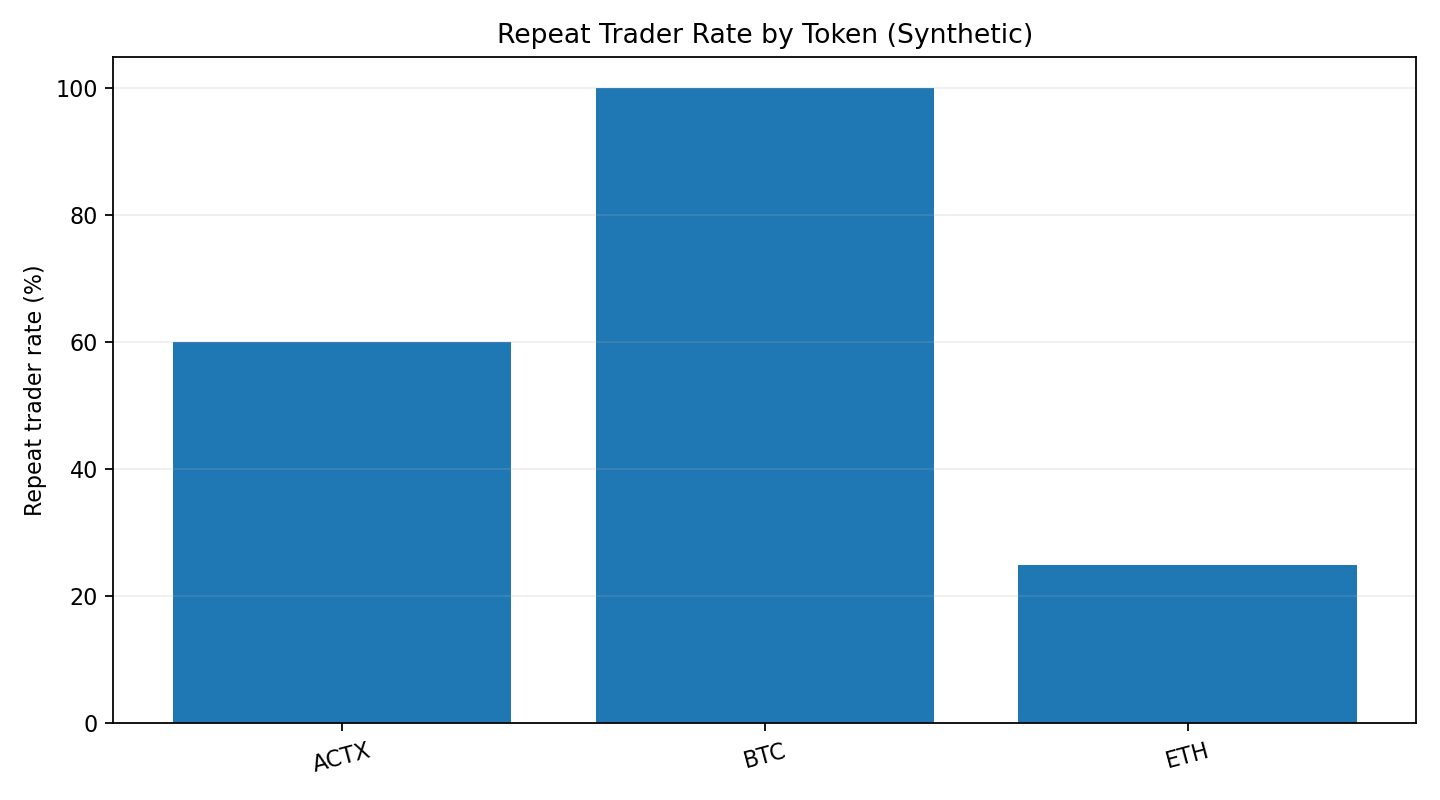 Repeat Trader Rate by Token (Synthetic)
Repeat trader rate (%)
100
80
60
40
20
0
ACTX
BTC
ETH